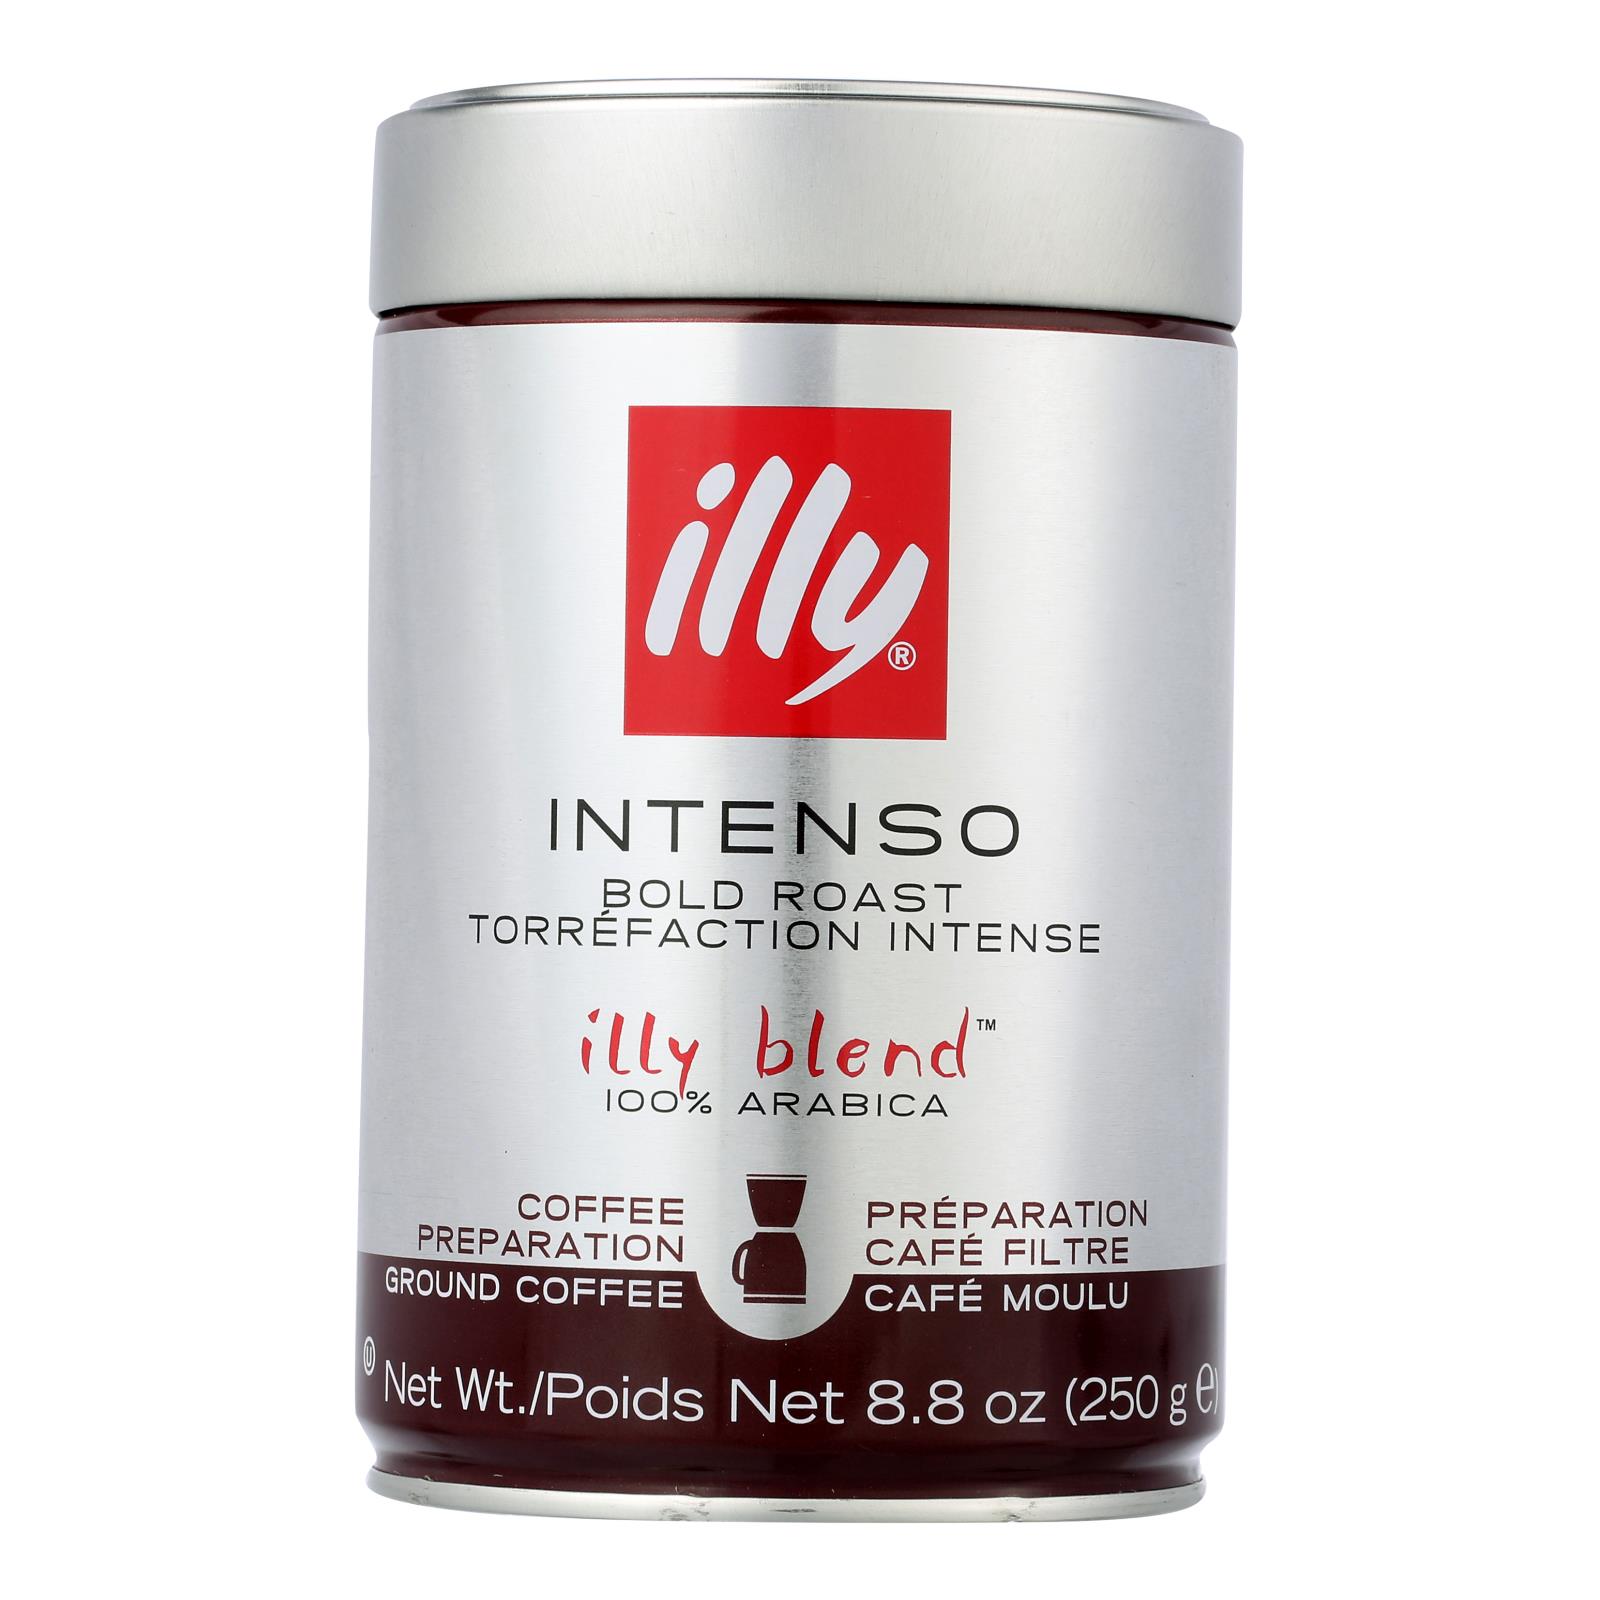 illy®
INTENSO
BOLD ROAST
TORRÉFACTION INTENSE
illy blend™
100% ARABICA
COFFEE
PREPARATION
GROUND COFFEE
PRÉPARATION
CAFÉ FILTRE
CAFÉ MOULU
Ⓤ Net Wt./Poids Net 8.8 oz (250 g ℮)